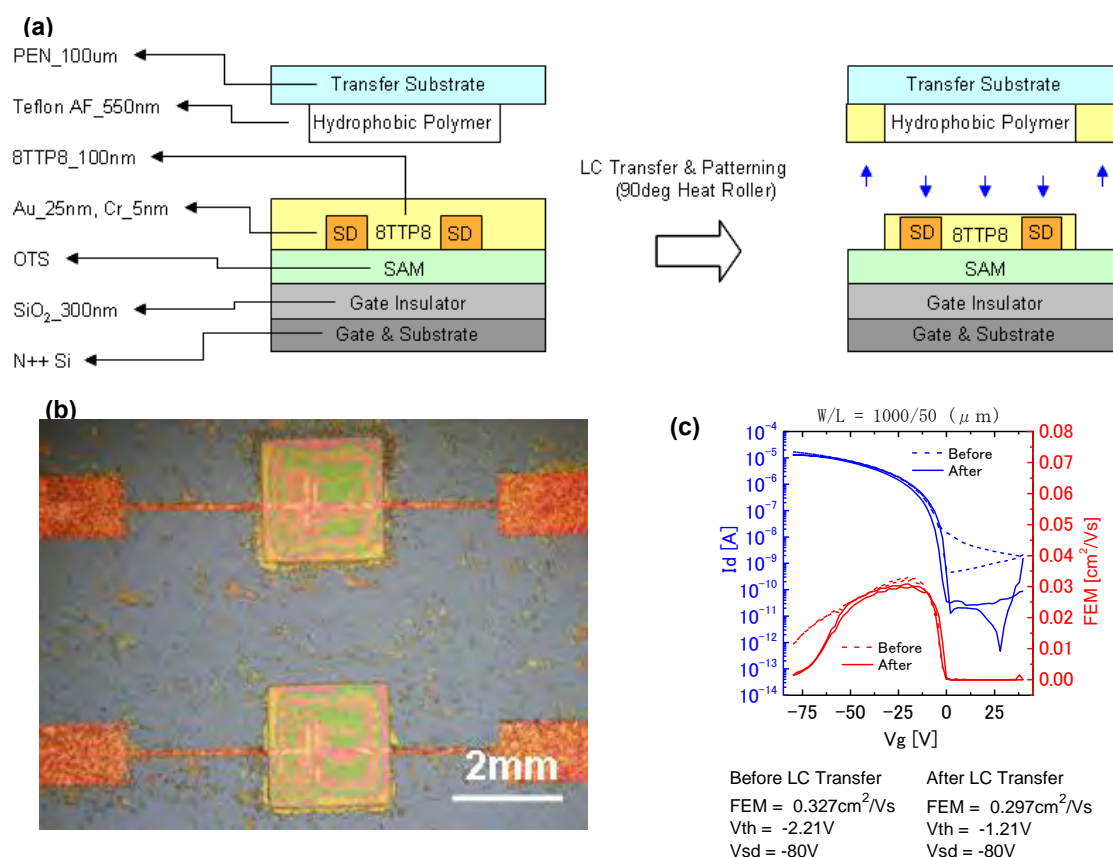 (a)
PEN_100um
Teflon AF_550nm
8TTP8_100nm
Au_25nm, Cr_5nm
OTS
SiO₂_300nm
N++ Si
Transfer Substrate
Hydrophobic Polymer
SD 8TTP8 SD
SAM
Gate Insulator
Gate & Substrate
LC Transfer & Patterning
(90deg Heat Roller)
Transfer Substrate
Hydrophobic Polymer
SD 8TTP8 SD
SAM
Gate Insulator
Gate & Substrate
(b)
2mm
(c)
W/L = 1000/50 (μm)
Id [A]
10⁻⁴
10⁻⁵
10⁻⁶
10⁻⁷
10⁻⁸
10⁻⁹
10⁻¹⁰
10⁻¹¹
10⁻¹²
10⁻¹³
10⁻¹⁴
Before
After
Before
After
0.08
0.07
0.06
0.05
0.04
0.03
0.02
0.01
0.00
FEM [cm²/Vs]
-75 -50 -25 0 25
Vg [V]
Before LC Transfer
FEM = 0.327cm²/Vs
Vth = -2.21V
Vsd = -80V
After LC Transfer
FEM = 0.297cm²/Vs
Vth = -1.21V
Vsd = -80V